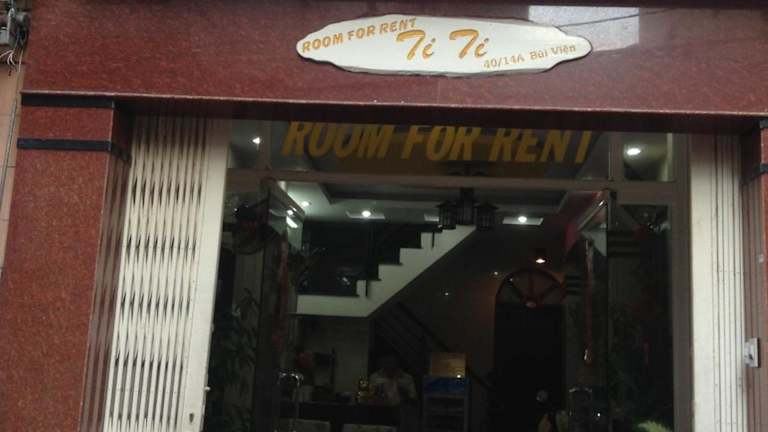 ROOM FOR RENT
Ti Ti
40/14A Bùi Viện
ROOM FOR RENT